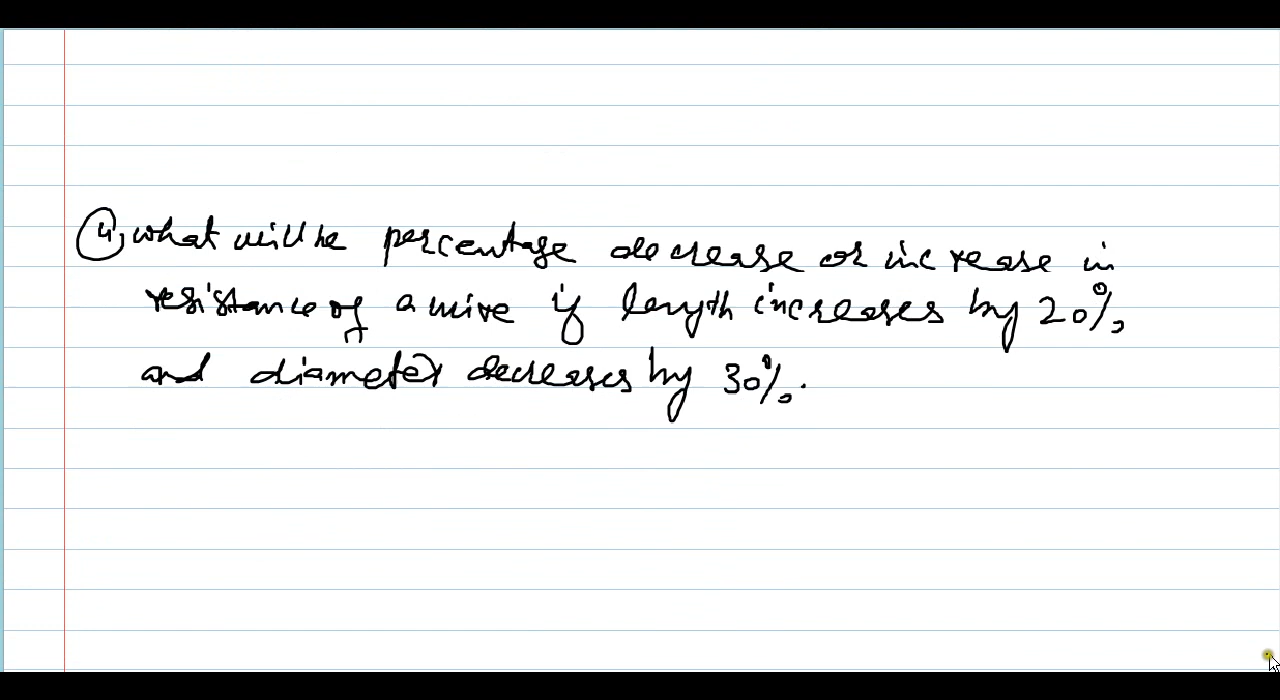 4, what will be percentage decrease or increase in
resistance of a wire if length increases by 20%,
and diameter decreases by 30%.